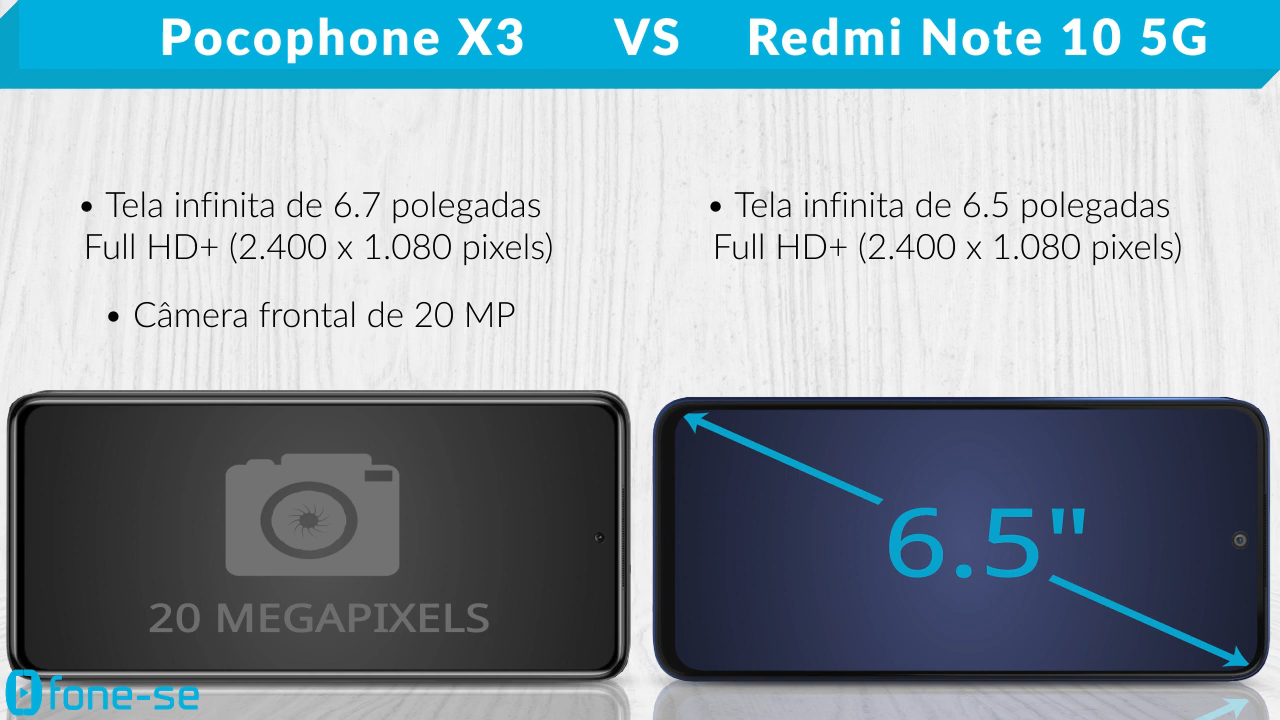 Pocophone X3 VS Redmi Note 10 5G
• Tela infinita de 6.7 polegadas
Full HD+ (2.400 x 1.080 pixels)
• Câmera frontal de 20 MP
• Tela infinita de 6.5 polegadas
Full HD+ (2.400 x 1.080 pixels)
20 MEGAPIXELS
6.5"
fone-se